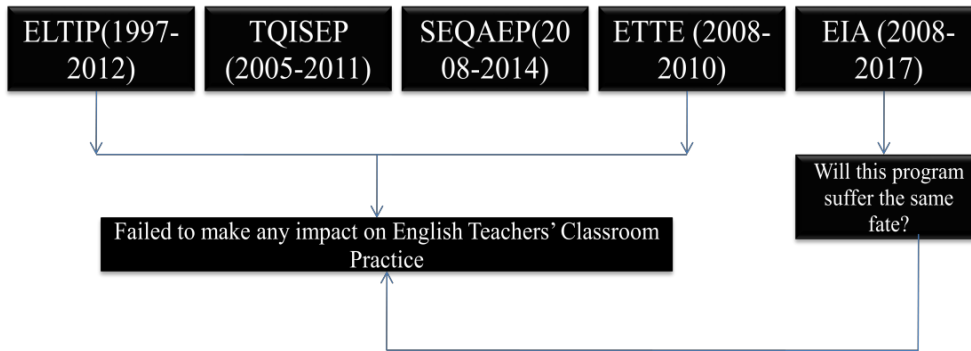 ELTIP(1997-
2012)
TQISEP
(2005-2011)
SEQAEP(20
08-2014)
ETTE (2008-
2010)
EIA (2008-
2017)
Will this program
suffer the same
fate?
Failed to make any impact on English Teachers’ Classroom
Practice